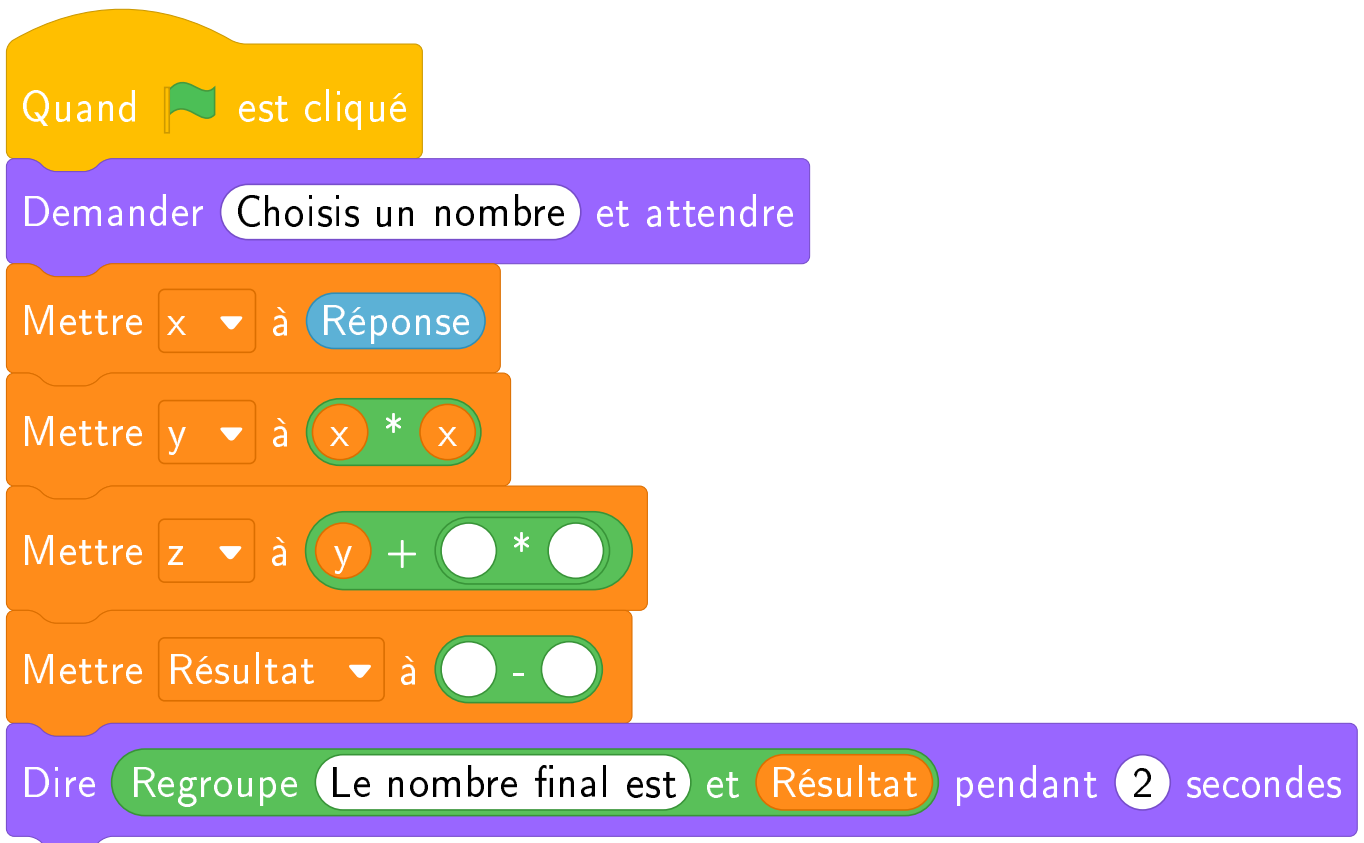 Quand est cliqué
Demander Choisis un nombre et attendre
Mettre x à Réponse
Mettre y à x * x
Mettre z à y + *
Mettre Résultat à -
Dire Regroupe Le nombre final est et Résultat pendant 2 secondes